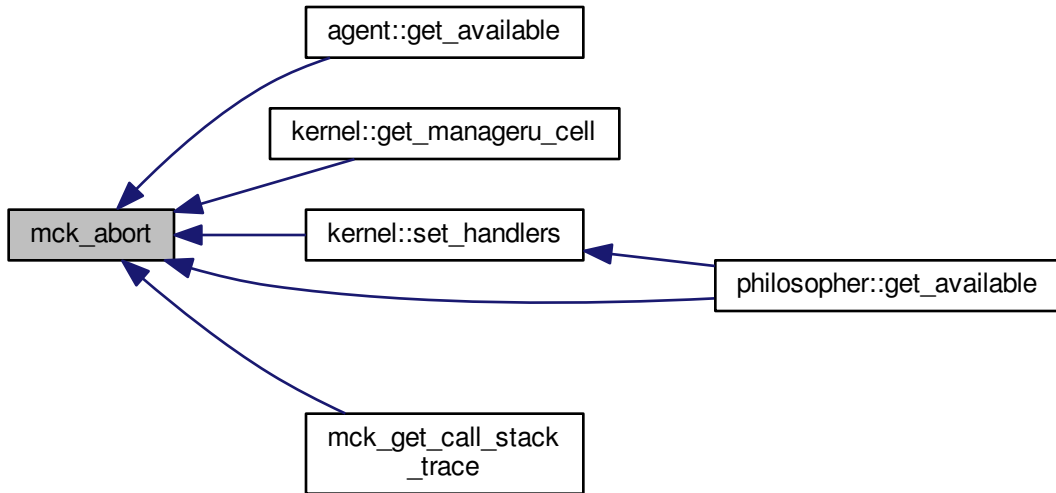 agent::get_available
kernel::get_manageru_cell
mck_abort
kernel::set_handlers
philosopher::get_available
mck_get_call_stack
_trace